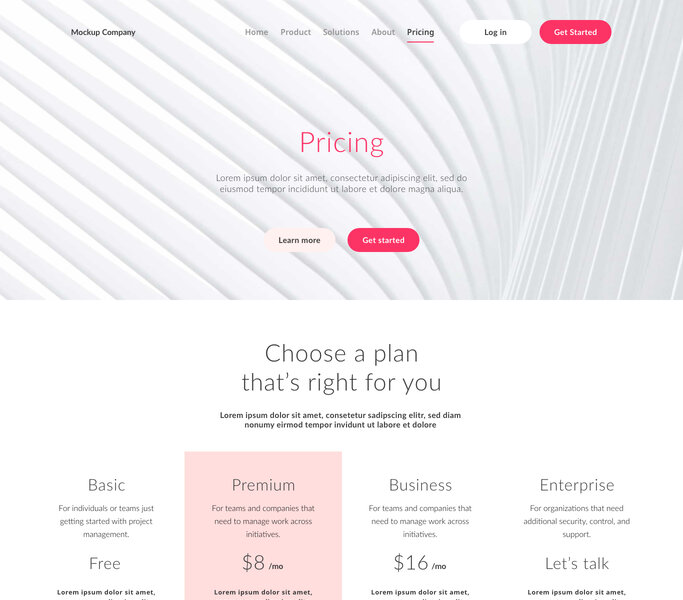 Mockup Company
Home Product Solutions About Pricing Log in Get Started
Pricing
Lorem ipsum dolor sit amet, consectetur adipiscing elit, sed do
eiusmod tempor incididunt ut labore et dolore magna aliqua.
Learn more Get started
Choose a plan
that's right for you
Lorem ipsum dolor sit amet, consetetur sadipscing elitr, sed diam
nonumy eirmod tempor invidunt ut labore et dolore
Basic
For individuals or teams just
getting started with project
management.
Free
Lorem ipsum dolor sit amet,
Premium
For teams and companies that
need to manage work across
initiatives.
$8 /mo
Lorem ipsum dolor sit amet,
Business
For teams and companies that
need to manage work across
initiatives.
$16 /mo
Lorem ipsum dolor sit amet,
Enterprise
For organizations that need
additional security, control, and
support.
Let's talk
Lorem ipsum dolor sit amet,